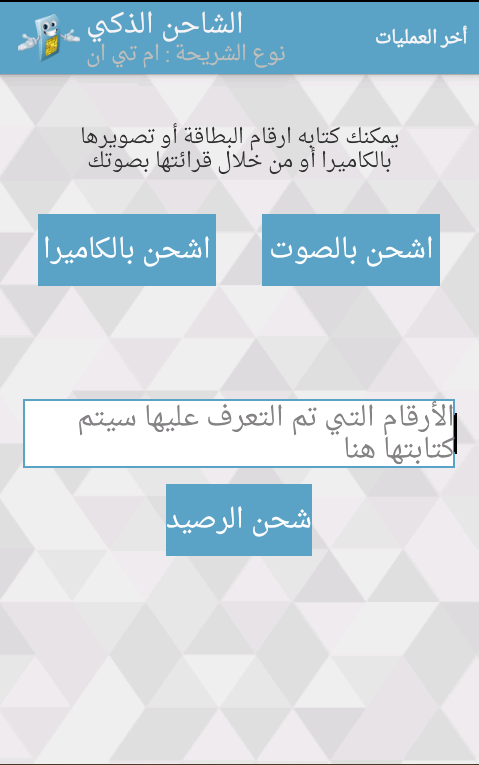 الشاحن الذكي
نوع الشريحة : ام تي ان
أخر العمليات
يمكنك كتابه ارقام البطاقة أو تصويرها
بالكاميرا أو من خلال قرائتها بصوتك
اشحن بالصوت
اشحن بالكاميرا
الأرقام التي تم التعرف عليها سيتم
كتابتها هنا
شحن الرصيد